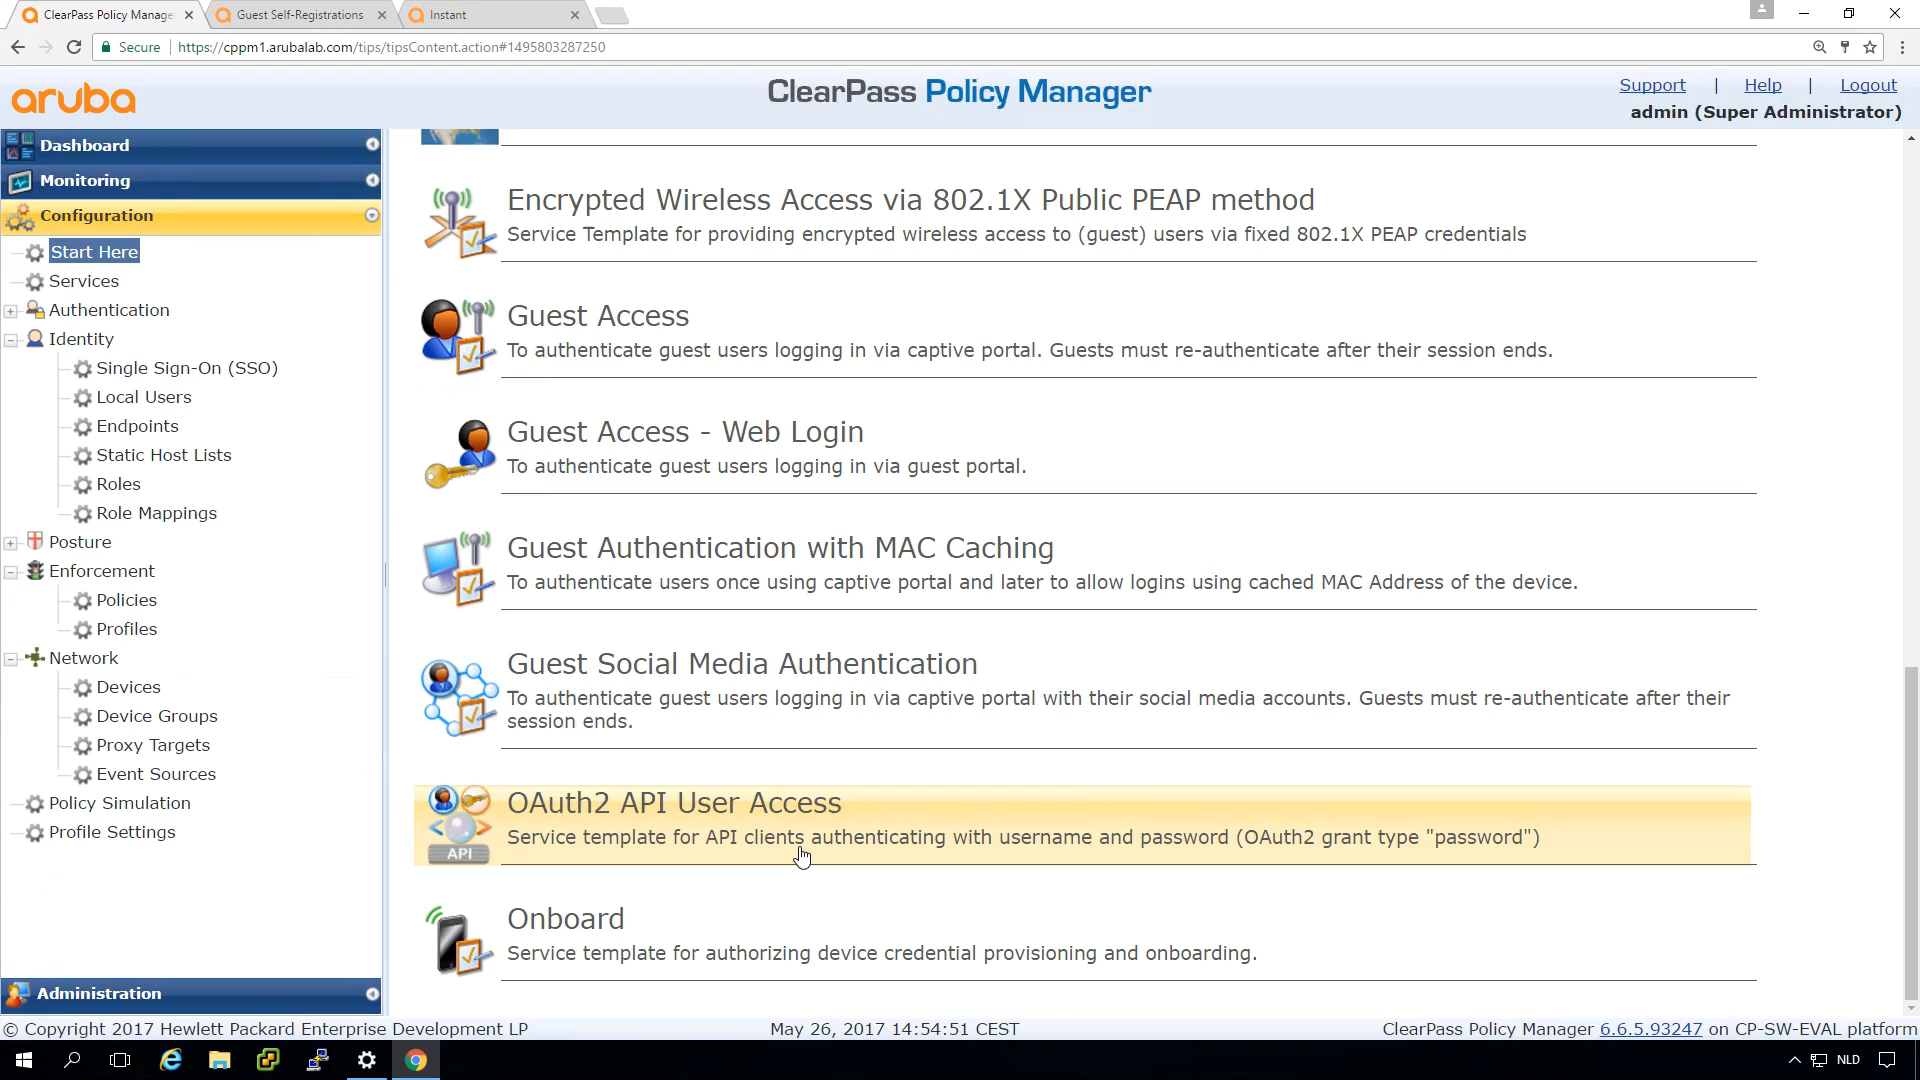 ClearPass Policy Manage
Guest Self-Registrations
Instant
Secure
https://cppm1.arubalab.com/tips/tipsContent.action#1495803287250
aruba
ClearPass Policy Manager
Support | Help | Logout
admin (Super Administrator)
Dashboard
Monitoring
Configuration
Start Here
Services
Authentication
Identity
Single Sign-On (SSO)
Local Users
Endpoints
Static Host Lists
Roles
Role Mappings
Posture
Enforcement
Policies
Profiles
Network
Devices
Device Groups
Proxy Targets
Event Sources
Policy Simulation
Profile Settings
Administration
Encrypted Wireless Access via 802.1X Public PEAP method
Service Template for providing encrypted wireless access to (guest) users via fixed 802.1X PEAP credentials
Guest Access
To authenticate guest users logging in via captive portal. Guests must re-authenticate after their session ends.
Guest Access - Web Login
To authenticate guest users logging in via guest portal.
Guest Authentication with MAC Caching
To authenticate users once using captive portal and later to allow logins using cached MAC Address of the device.
Guest Social Media Authentication
To authenticate guest users logging in via captive portal with their social media accounts. Guests must re-authenticate after their
session ends.
API
OAuth2 API User Access
Service template for API clients authenticating with username and password (OAuth2 grant type "password")
Onboard
Service template for authorizing device credential provisioning and onboarding.
© Copyright 2017 Hewlett Packard Enterprise Development LP
May 26, 2017 14:54:51 CEST
ClearPass Policy Manager 6.6.5.93247 on CP-SW-EVAL platform
NLD